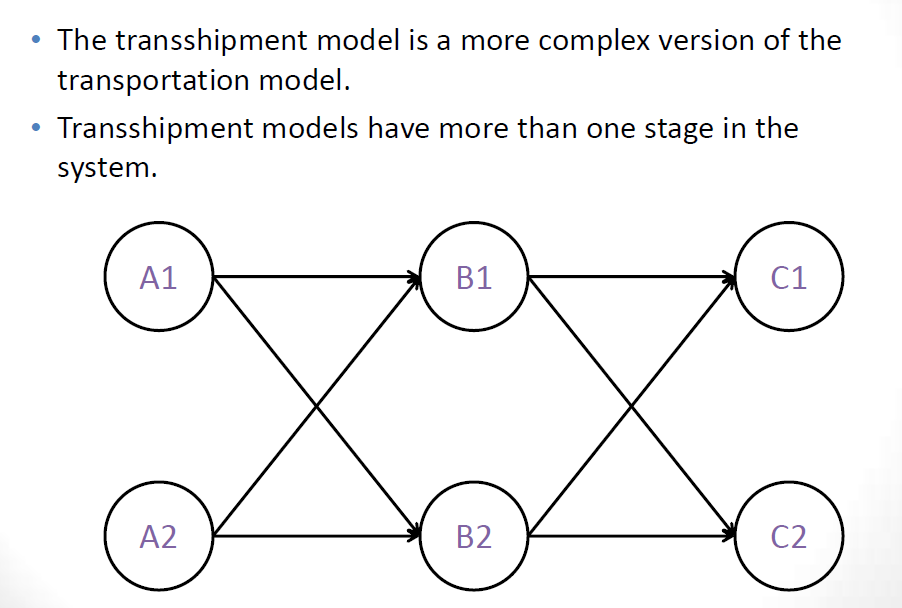 • The transshipment model is a more complex version of the
transportation model.
• Transshipment models have more than one stage in the
system.
A1
B1
C1
A2
B2
C2